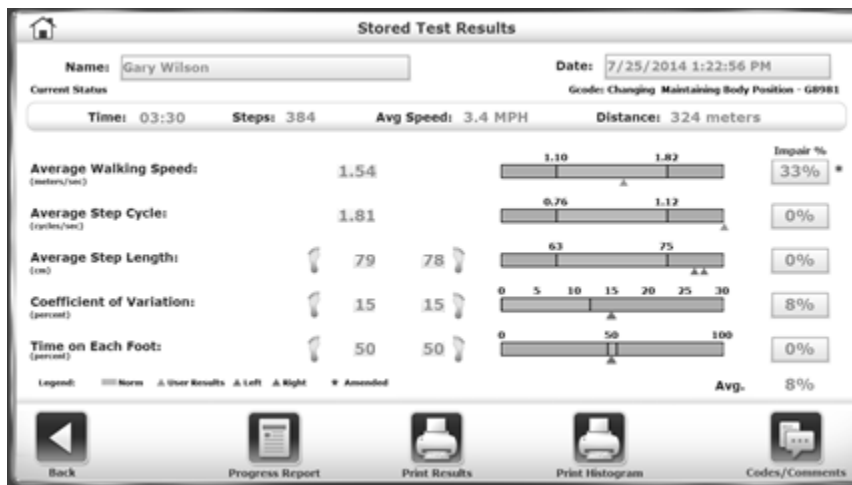 Stored Test Results
Name: Gary Wilson Date: 7/25/2014 1:22:56 PM
Current Status Gcode: Changing Maintaining Body Position - G8981
Time: 03:30 Steps: 384 Avg Speed: 3.4 MPH Distance: 324 meters
Impair %
1.10 1.82
Average Walking Speed: 1.54 33% *
(meters/sec)
0.76 1.12
Average Step Cycle: 1.81 0%
(cycles/sec)
63 75
Average Step Length: 79 78 0%
(cm)
0 5 10 15 20 25 30
Coefficient of Variation: 15 15 8%
(percent)
0 50 100
Time on Each Foot: 50 50 0%
(percent)
Legend: Norm User Results Left Right * Amended
Avg. 8%
Back Progress Report Print Results Print Histogram Codes/Comments